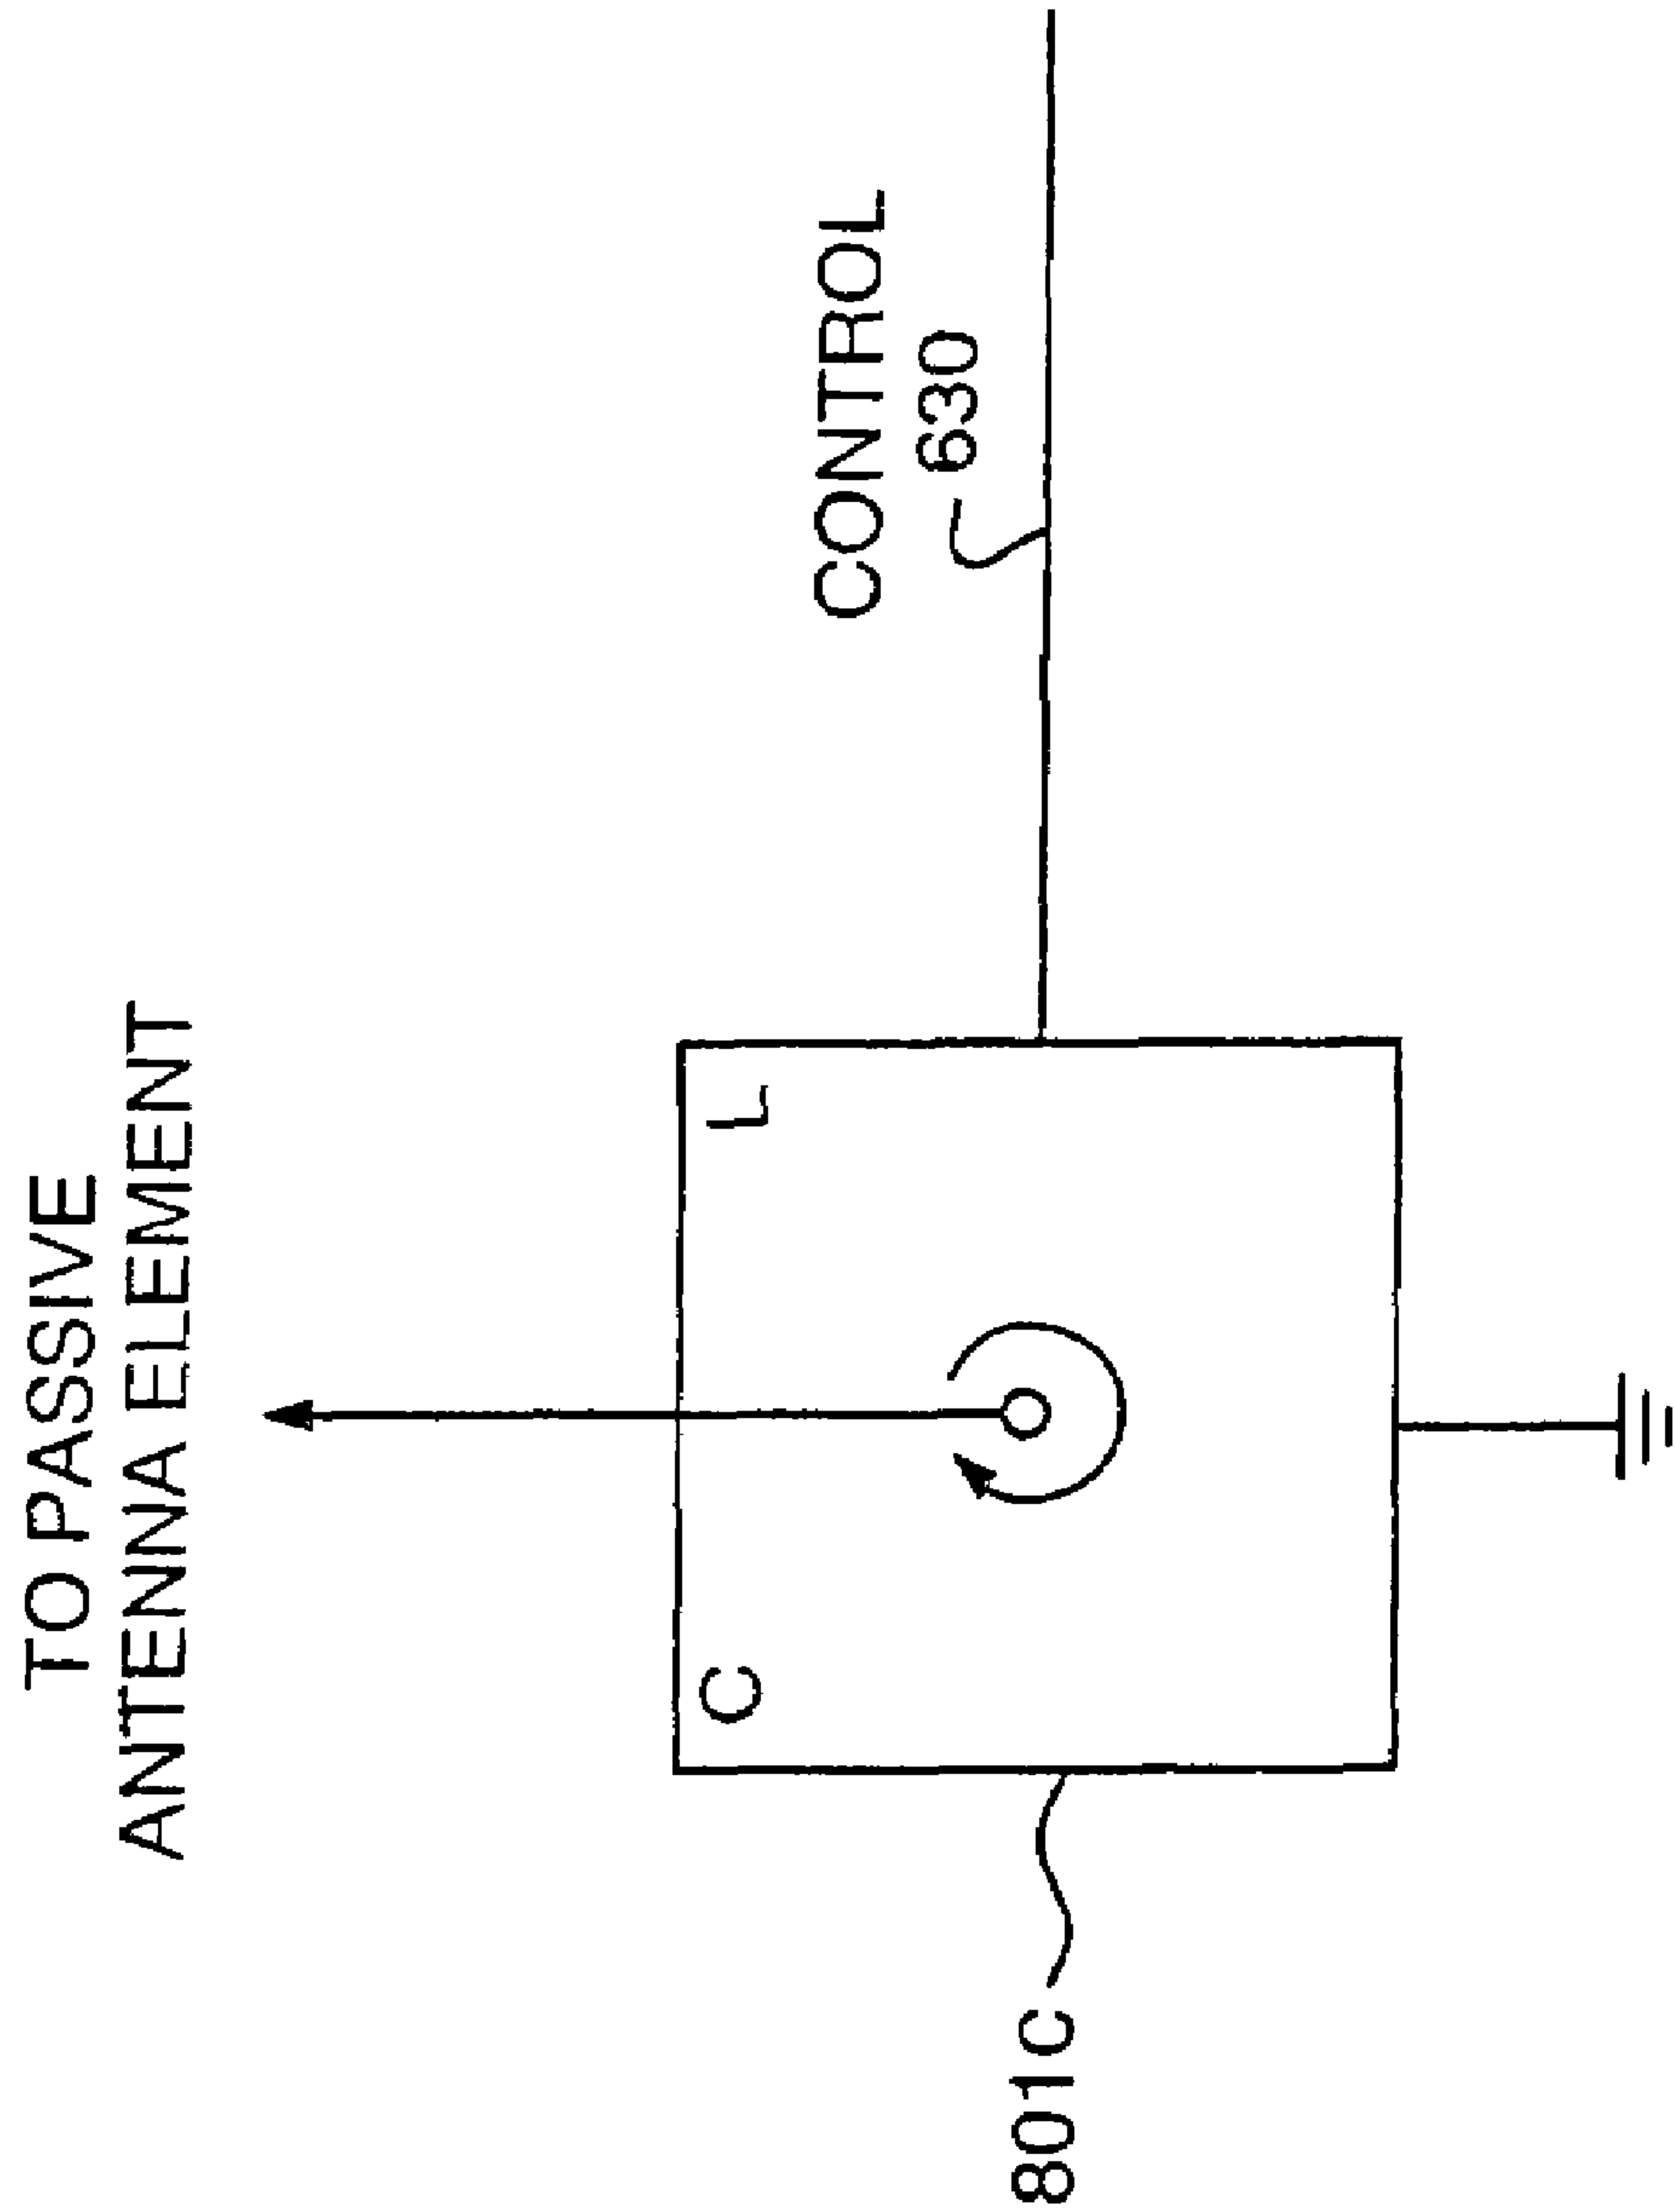 TO PASSIVE
ANTENNA ELEMENT
C
L
CONTROL
630
801c